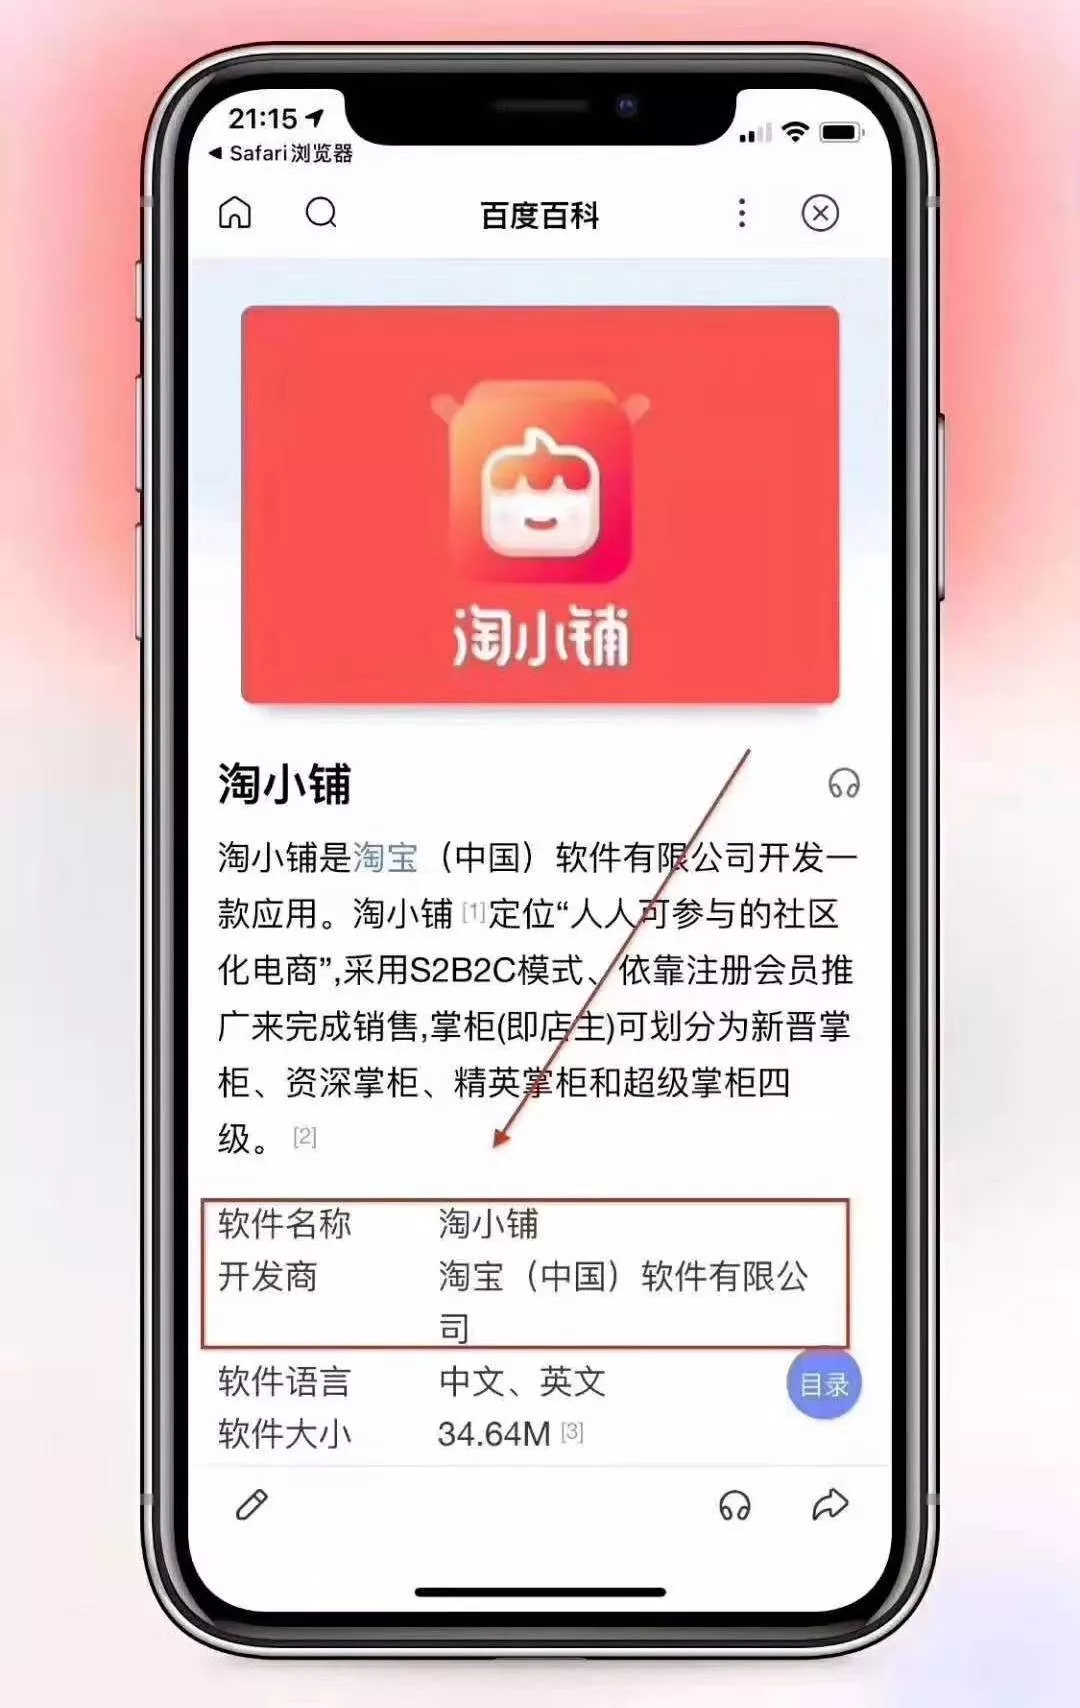 21:15
Safari浏览器
百度百科
淘小铺
淘小铺
淘小铺是淘宝（中国）软件有限公司开发一
款应用。淘小铺[1]定位“人人可参与的社区
化电商”,采用S2B2C模式、依靠注册会员推
广来完成销售,掌柜(即店主)可划分为新晋掌
柜、资深掌柜、精英掌柜和超级掌柜四
级。[2]
软件名称 淘小铺
开发商 淘宝（中国）软件有限公
司
软件语言 中文、英文
目录
软件大小 34.64M [3]